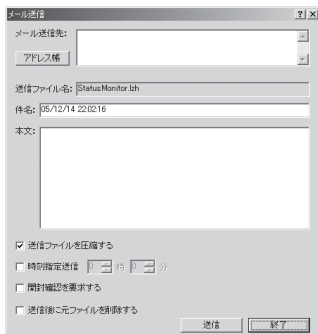 メール送信
メール送信先:
アドレス帳
送信ファイル名: StatusMonitor.lzh
件名: 05/12/14 22:02:16
本文:
送信ファイルを圧縮する
時刻指定送信 0 時 0 分
開封確認を要求する
送信後に元ファイルを削除する
送信 終了